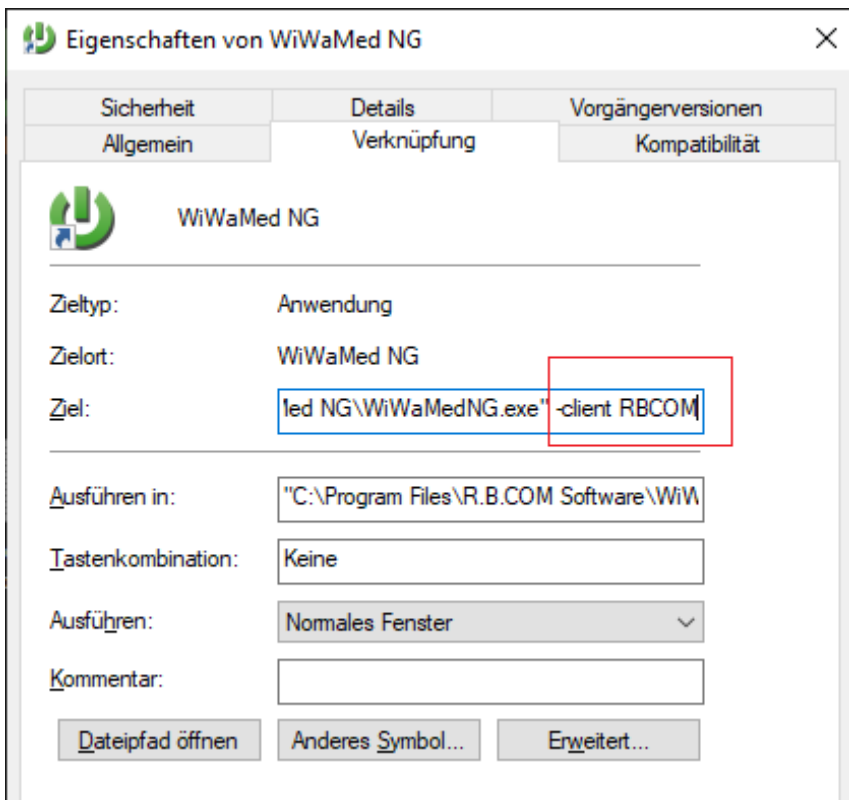 Eigenschaften von WiWaMed NG
Sicherheit Details Vorgängerversionen
Allgemein Verknüpfung Kompatibilität
WiWaMed NG
Zieltyp: Anwendung
Zielort: WiWaMed NG
Ziel: NG\WiWaMedNG.exe" -client RBCOM
Ausführen in: "C:\Program Files\R.B.COM Software\WiW
Tastenkombination: Keine
Ausführen: Normales Fenster
Kommentar:
Dateipfad öffnen Anderes Symbol... Erweitert...